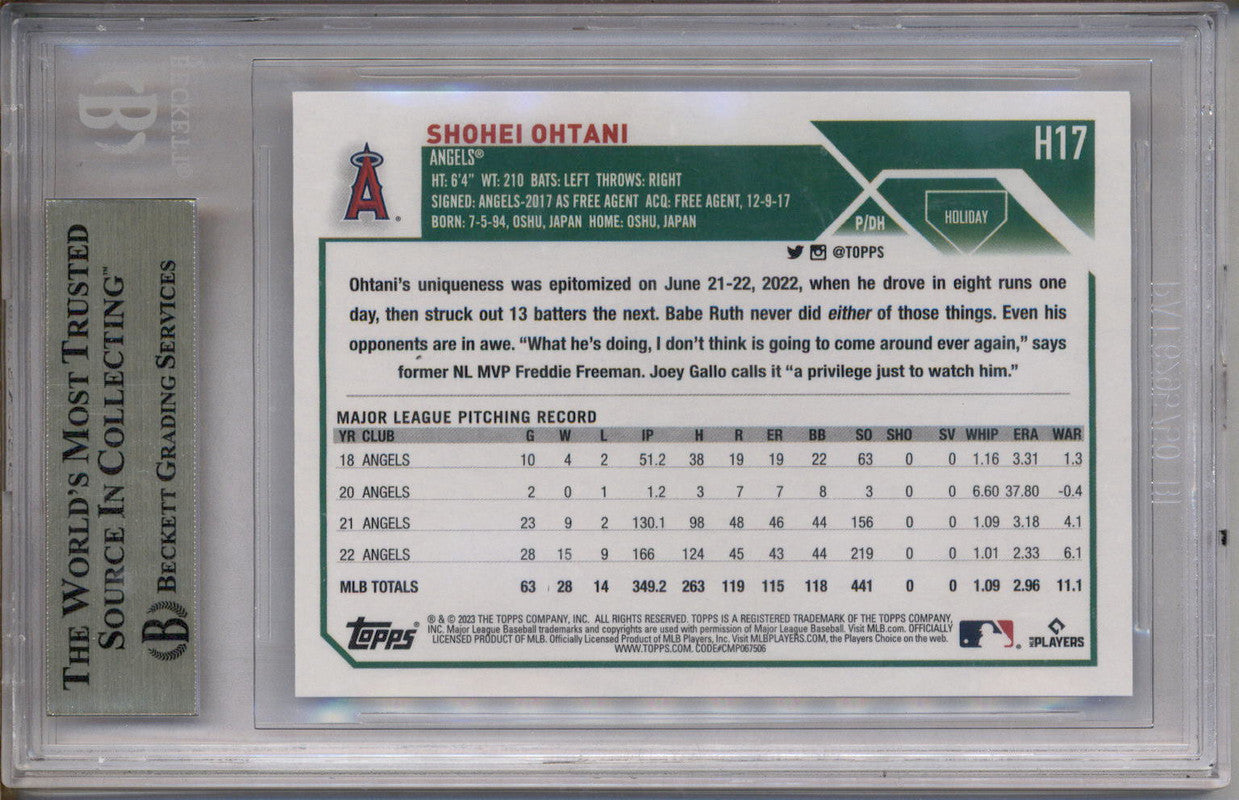 SHOHEI OHTANI
H17
ANGELS®
HT: 6'4" WT: 210 BATS: LEFT THROWS: RIGHT
SIGNED: ANGELS-2017 AS FREE AGENT ACQ: FREE AGENT, 12-9-17
BORN: 7-5-94, OSHU, JAPAN HOME: OSHU, JAPAN
P/DH
HOLIDAY
@TOPPS
Ohtani's uniqueness was epitomized on June 21-22, 2022, when he drove in eight runs one
day, then struck out 13 batters the next. Babe Ruth never did either of those things. Even his
opponents are in awe. “What he's doing, I don't think is going to come around ever again,” says
former NL MVP Freddie Freeman. Joey Gallo calls it “a privilege just to watch him.”
MAJOR LEAGUE PITCHING RECORD
YR CLUB G W L IP H R ER BB SO SHO SV WHIP ERA WAR
18 ANGELS 10 4 2 51.2 38 19 19 22 63 0 0 1.16 3.31 1.3
20 ANGELS 2 0 1 1.2 3 7 7 8 3 0 0 6.60 37.80 -0.4
21 ANGELS 23 9 2 130.1 98 48 46 44 156 0 0 1.09 3.18 4.1
22 ANGELS 28 15 9 166 124 45 43 44 219 0 0 1.01 2.33 6.1
MLB TOTALS 63 28 14 349.2 263 119 115 118 441 0 0 1.09 2.96 11.1
Topps®
® & © 2023 THE TOPPS COMPANY, INC. ALL RIGHTS RESERVED. TOPPS IS A REGISTERED TRADEMARK OF THE TOPPS COMPANY,
INC. Major League Baseball trademarks and copyrights are used with permission of Major League Baseball. Visit MLB.com. OFFICIALLY
LICENSED PRODUCT OF MLB Players, Inc. Visit MLBPLAYERS.COM, the Players Choice on the web.
WWW.TOPPS.COM. CODE#CMP067506
MLB PLAYERS
THE WORLD'S MOST TRUSTED
SOURCE IN COLLECTING™
B BECKETT GRADING SERVICES
B BECKETT®